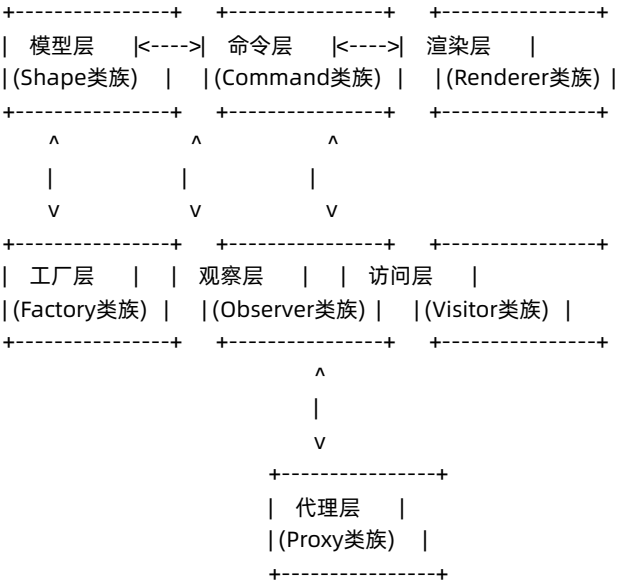 +----------------+ +----------------+ +----------------+
| 模型层 |<---->| 命令层 |<---->| 渲染层 |
|(Shape类族) | |(Command类族) | |(Renderer类族) |
+----------------+ +----------------+ +----------------+
^ ^ ^
| | |
v v v
+----------------+ +----------------+ +----------------+
| 工厂层 | | 观察层 | | 访问层 |
|(Factory类族) | |(Observer类族) | |(Visitor类族) |
+----------------+ +----------------+ +----------------+
^
|
v
+----------------+
| 代理层 |
|(Proxy类族) |
+----------------+